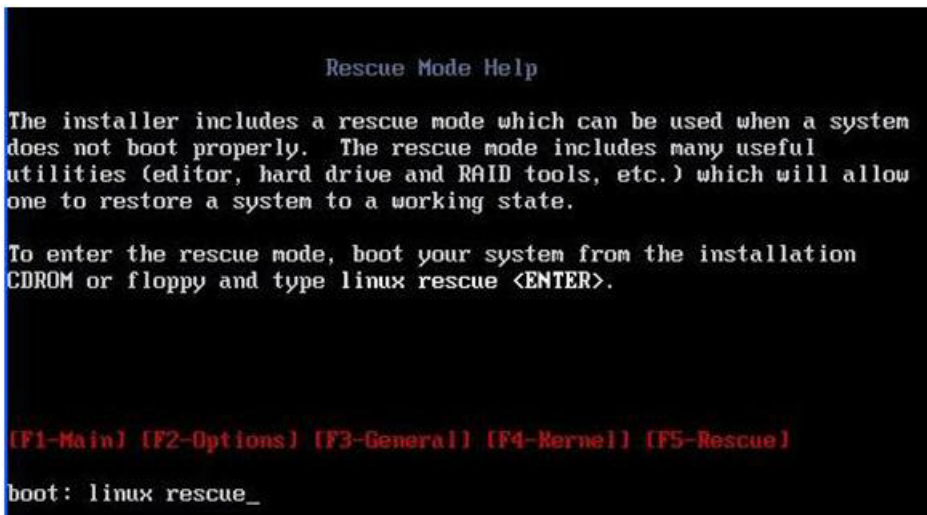 Rescue Mode Help
The installer includes a rescue mode which can be used when a system
does not boot properly. The rescue mode includes many useful
utilities (editor, hard drive and RAID tools, etc.) which will allow
one to restore a system to a working state.
To enter the rescue mode, boot your system from the installation
CDROM or floppy and type linux rescue <ENTER>.
[F1-Main] [F2-Options] [F3-General] [F4-Kernel] [F5-Rescue]
boot: linux rescue_